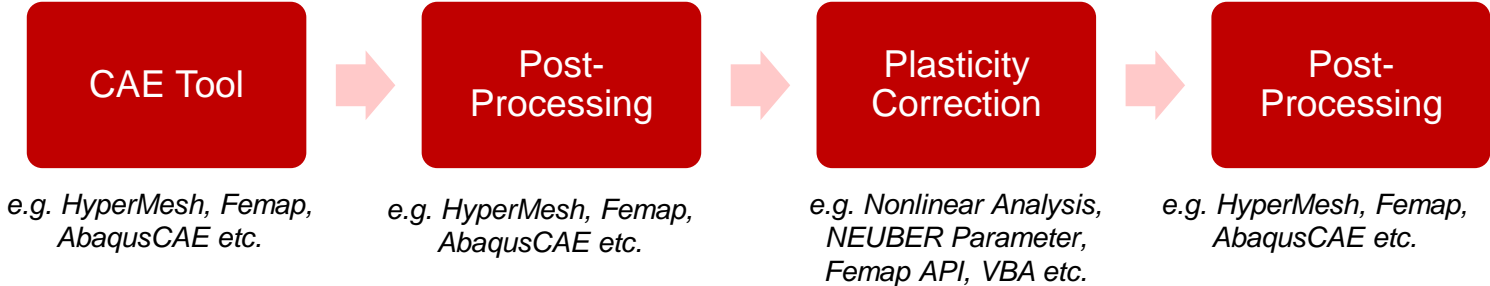 CAE Tool
e.g. HyperMesh, Femap,
AbaqusCAE etc.
Post-
Processing
e.g. HyperMesh, Femap,
AbaqusCAE etc.
Plasticity
Correction
e.g. Nonlinear Analysis,
NEUBER Parameter,
Femap API, VBA etc.
Post-
Processing
e.g. HyperMesh, Femap,
AbaqusCAE etc.